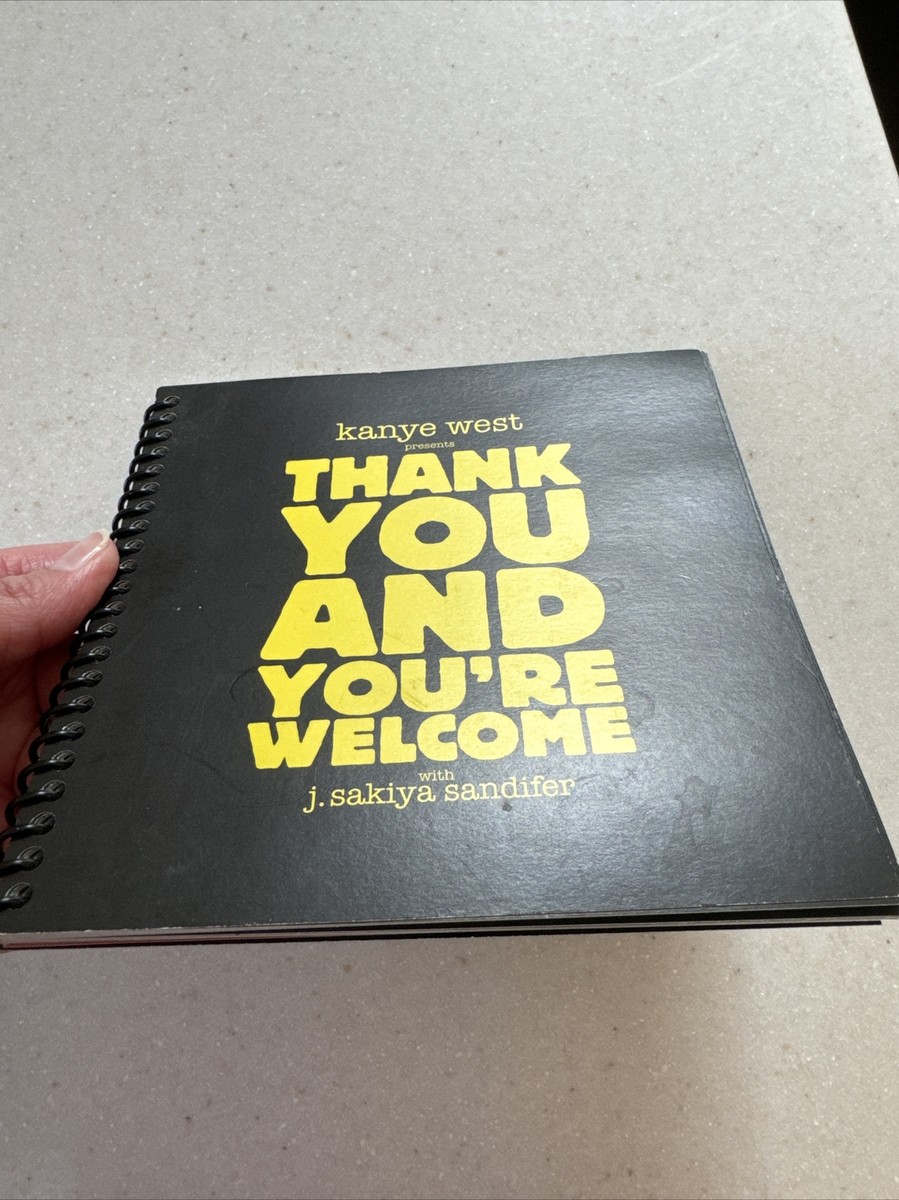 kanye west
presents
THANK
YOU
AND
YOU'RE
WELCOME
with
j. sakiya sandifer